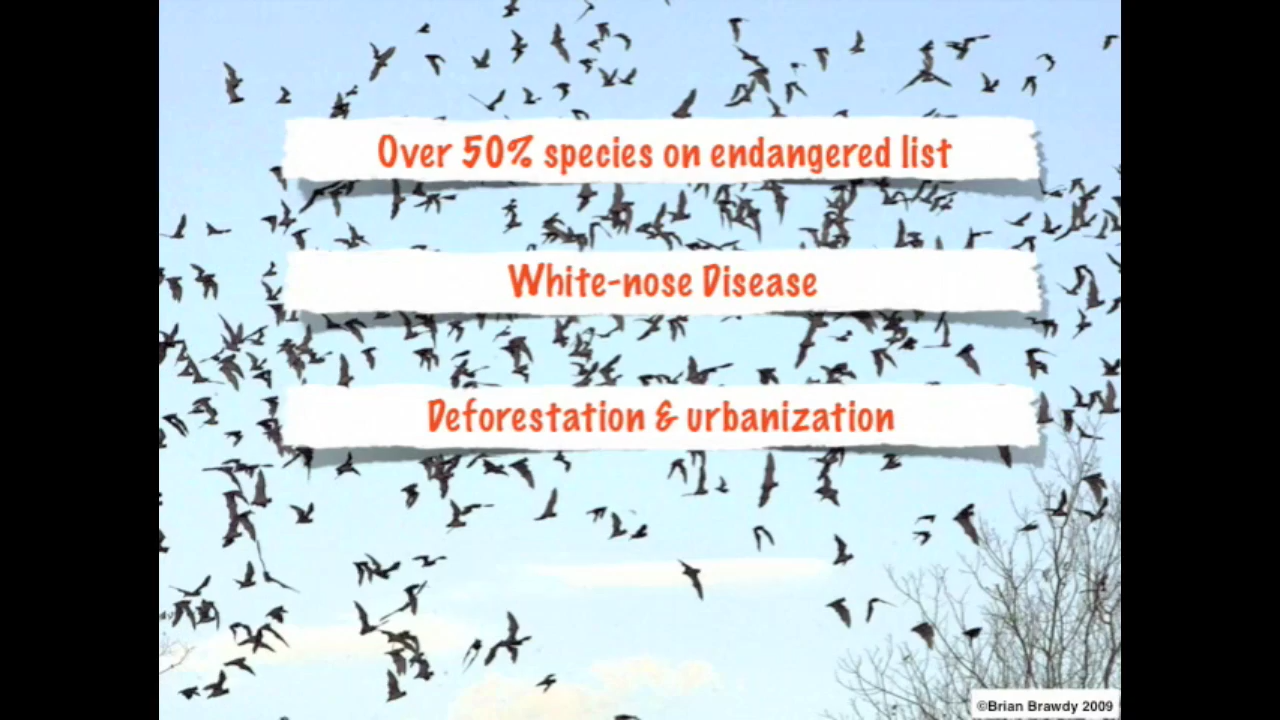 Over 50% species on endangered list
White-nose Disease
Deforestation & urbanization
©Brian Brawdy 2009